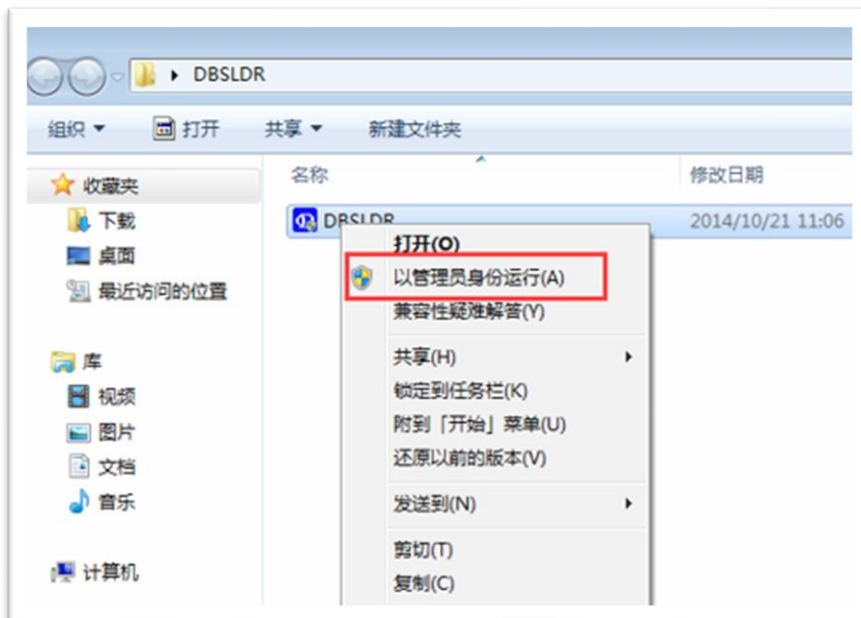 DBSLDR
组织 打开 共享 新建文件夹
收藏夹
下载
桌面
最近访问的位置
库
视频
图片
文档
音乐
计算机
名称 修改日期
DBSLDR 2014/10/21 11:06
打开(O)
以管理员身份运行(A)
兼容性疑难解答(Y)
共享(H)
锁定到任务栏(K)
附到「开始」菜单(U)
还原以前的版本(V)
发送到(N)
剪切(T)
复制(C)